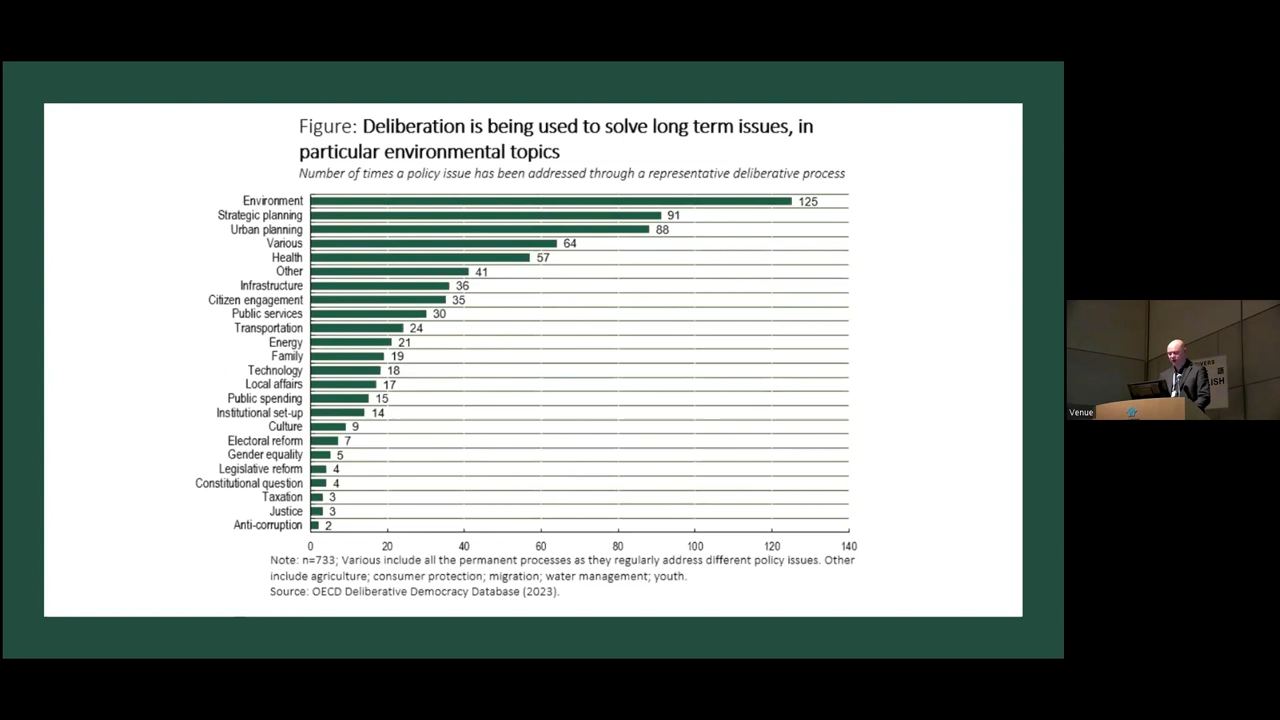 Figure: Deliberation is being used to solve long term issues, in
particular environmental topics
Number of times a policy issue has been addressed through a representative deliberative process
Environment 125
Strategic planning 91
Urban planning 88
Various 64
Health 57
Other 41
Infrastructure 36
Citizen engagement 35
Public services 30
Transportation 24
Energy 21
Family 19
Technology 18
Local affairs 17
Public spending 15
Institutional set-up 14
Culture 9
Electoral reform 7
Gender equality 5
Legislative reform 4
Constitutional question 4
Taxation 3
Justice 3
Anti-corruption 2
0 20 40 60 80 100 120 140
Note: n=733; Various include all the permanent processes as they regularly address different policy issues. Other
include agriculture; consumer protection; migration; water management; youth.
Source: OECD Deliberative Democracy Database (2023).
Venue